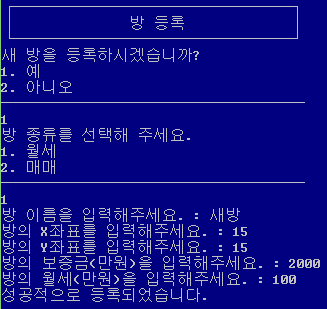 방 등록
새 방을 등록하시겠습니까?
1. 예
2. 아니오
1
방 종류를 선택해 주세요.
1. 월세
2. 매매
1
방 이름을 입력해주세요. : 새방
방의 X좌표를 입력해주세요. : 15
방의 Y좌표를 입력해주세요. : 15
방의 보증금(만원)을 입력해주세요. : 2000
방의 월세(만원)을 입력해주세요. : 100
성공적으로 등록되었습니다.